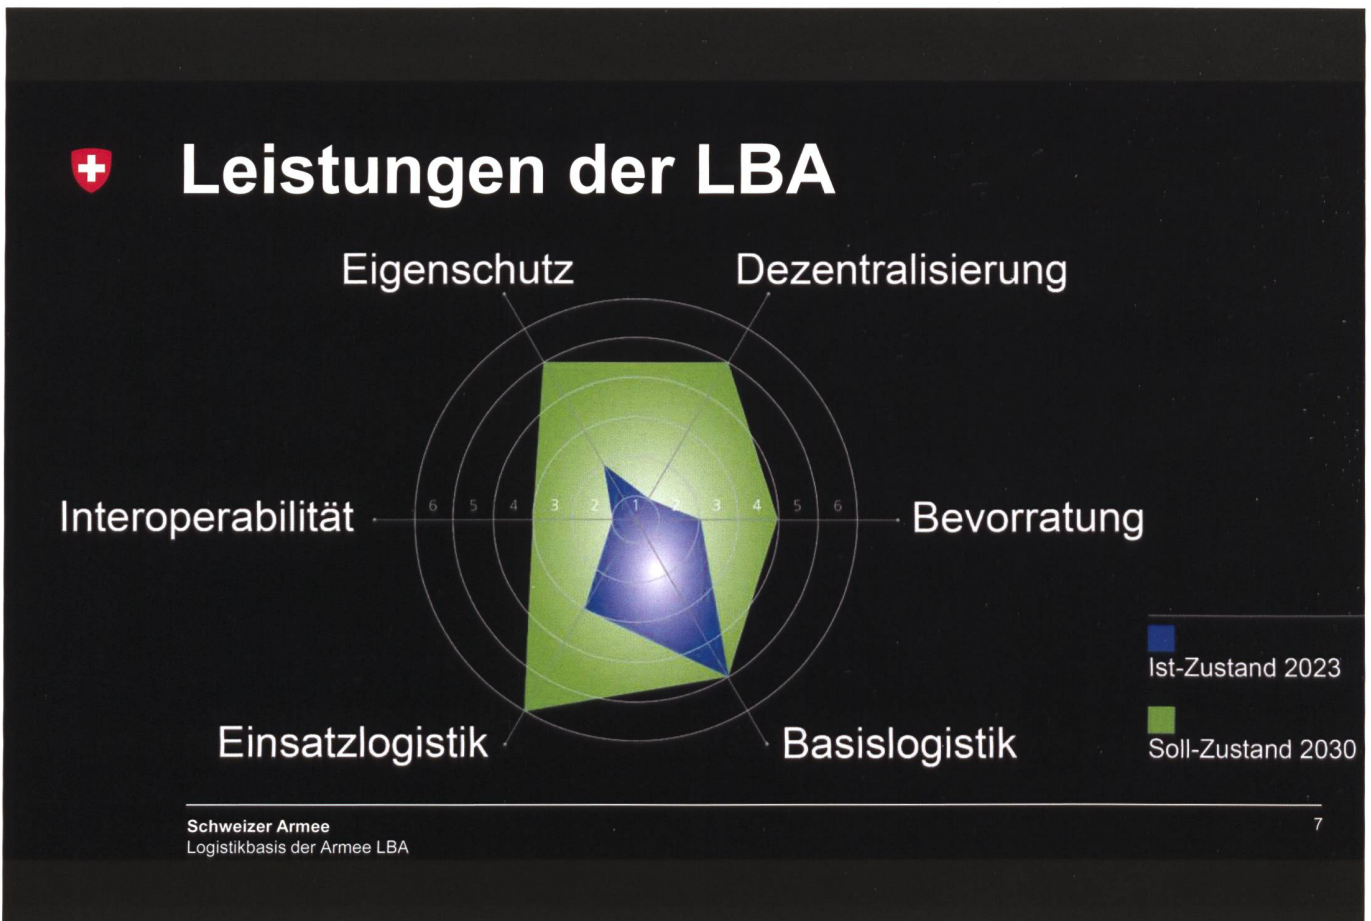 Leistungen der LBA
Eigenschutz
Dezentralisierung
6 5 4 3 2 1 2 3 4 5 6
Interoperabilität
Bevorratung
Ist-Zustand 2023
Soll-Zustand 2030
Einsatzlogistik
Basislogistik
Schweizer Armee
Logistikbasis der Armee LBA
7